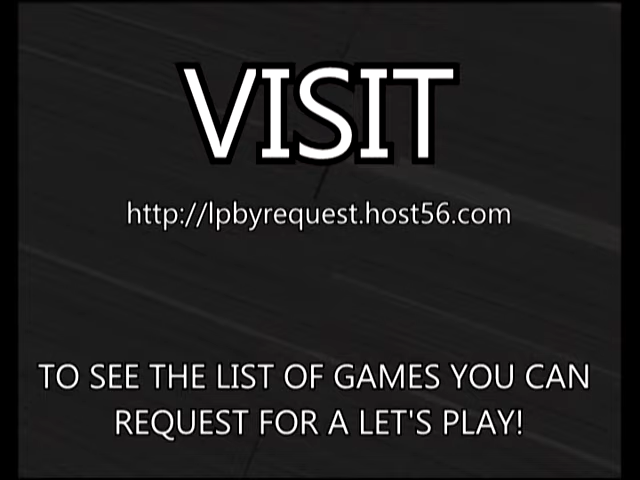 VISIT
http://lpbyrequest.host56.com
TO SEE THE LIST OF GAMES YOU CAN
REQUEST FOR A LET'S PLAY!